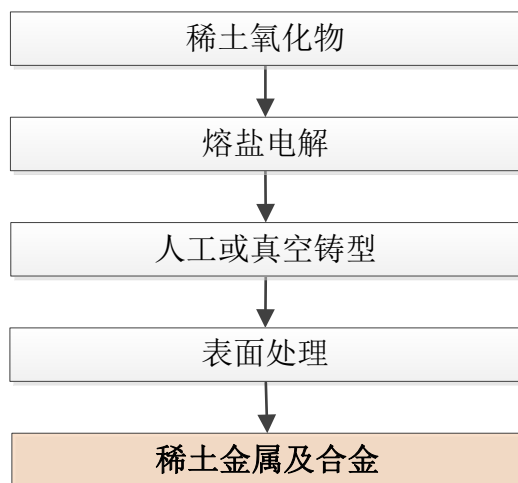 稀土氧化物
熔盐电解
人工或真空铸型
表面处理
稀土金属及合金